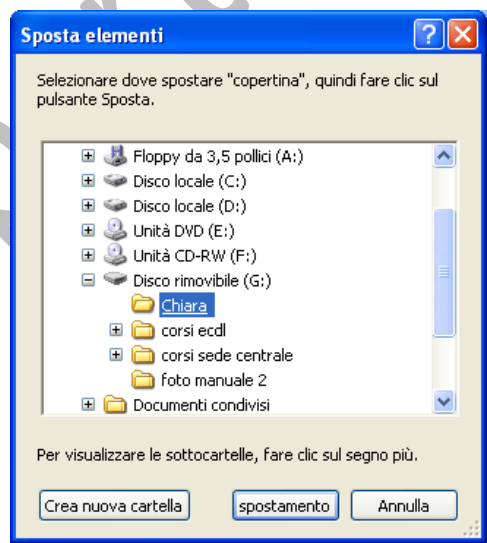 Sposta elementi
Selezionare dove spostare "copertina", quindi fare clic sul
pulsante Sposta.
Floppy da 3,5 pollici (A:)
Disco locale (C:)
Disco locale (D:)
Unità DVD (E:)
Unità CD-RW (F:)
Disco rimovibile (G:)
Chiara
corsi ecdl
corsi sede centrale
foto manuale 2
Documenti condivisi
Per visualizzare le sottocartelle, fare clic sul segno più.
Crea nuova cartella spostamento Annulla